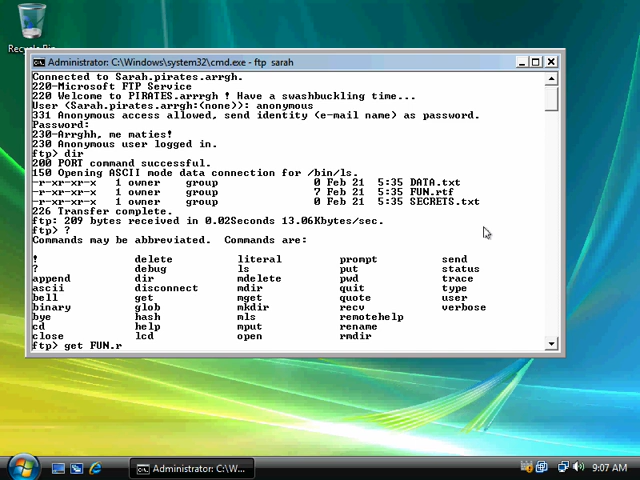 Recycle Bin
Administrator: C:\Windows\system32\cmd.exe - ftp sarah
Connected to Sarah.pirates.arrgh.
220-Microsoft FTP Service
220 Welcome to PIRATES.arrrgh ! Have a swashbuckling time...
User (Sarah.pirates.arrgh:(none)): anonymous
331 Anonymous access allowed, send identity (e-mail name) as password.
Password:
230-Arrghh, me maties!
230 Anonymous user logged in.
ftp> dir
200 PORT command successful.
150 Opening ASCII mode data connection for /bin/ls.
-r-xr-xr-x 1 owner group 0 Feb 21 5:35 DATA.txt
-r-xr-xr-x 1 owner group 7 Feb 21 5:35 FUN.rtf
-r-xr-xr-x 1 owner group 0 Feb 21 5:35 SECRETS.txt
226 Transfer complete.
ftp: 209 bytes received in 0.02Seconds 13.06Kbytes/sec.
ftp> ?
Commands may be abbreviated. Commands are:
! delete literal prompt send
? debug ls put status
append dir mdelete pwd trace
ascii disconnect mdir quit type
bell get mget quote user
binary glob mkdir recv verbose
bye hash mls remotehelp
cd help mput rename
close lcd open rmdir
ftp> get FUN.r
Administrator: C:\W...
9:07 AM